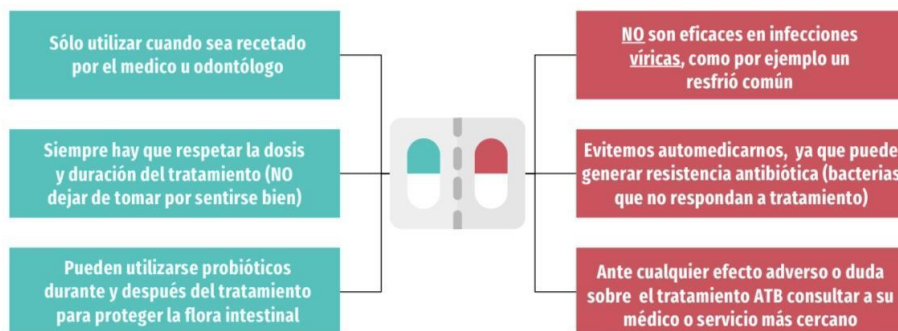 Sólo utilizar cuando sea recetado
por el medico u odontólogo
Siempre hay que respetar la dosis
y duración del tratamiento (NO
dejar de tomar por sentirse bien)
Pueden utilizarse probióticos
durante y después del tratamiento
para proteger la flora intestinal
NO son eficaces en infecciones
víricas, como por ejemplo un
resfrió común
Evitemos automedicarnos, ya que puede
generar resistencia antibiótica (bacterias
que no respondan a tratamiento)
Ante cualquier efecto adverso o duda
sobre el tratamiento ATB consultar a su
médico o servicio más cercano